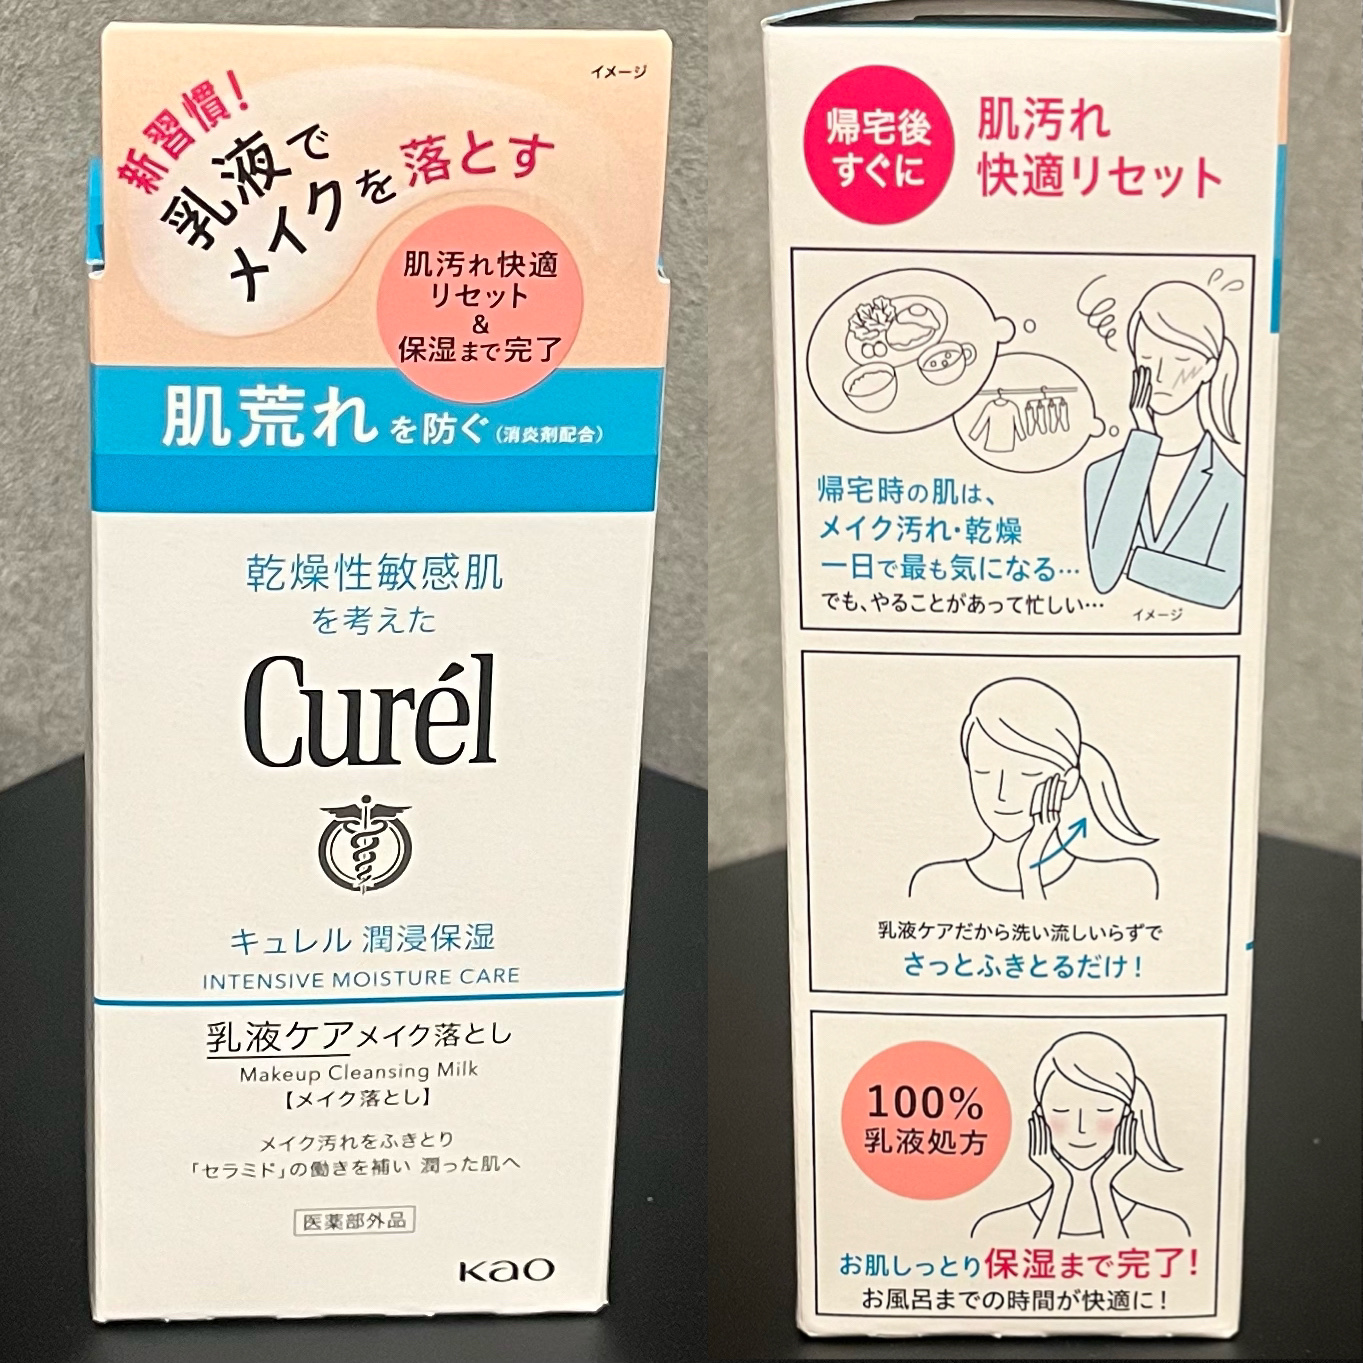 イメージ
新習慣!
乳液で
メイクを落とす
肌汚れ快適
リセット
&
保湿まで完了
肌荒れを防ぐ(消炎剤配合)
乾燥性敏感肌
を考えた
Curél
キュレル 潤浸保湿
INTENSIVE MOISTURE CARE
乳液ケアメイク落とし
Makeup Cleansing Milk
【メイク落とし】
メイク汚れをふきとり
「セラミド」の働きを補い 潤った肌へ
医薬部外品
Kao
帰宅後
すぐに
肌汚れ
快適リセット
帰宅時の肌は、
メイク汚れ・乾燥
一日で最も気になる…
でも、やることがあって忙しい…
イメージ
乳液ケアだから洗い流しいらずで
さっとふきとるだけ!
100%
乳液処方
お肌しっとり保湿まで完了!
お風呂までの時間が快適に!